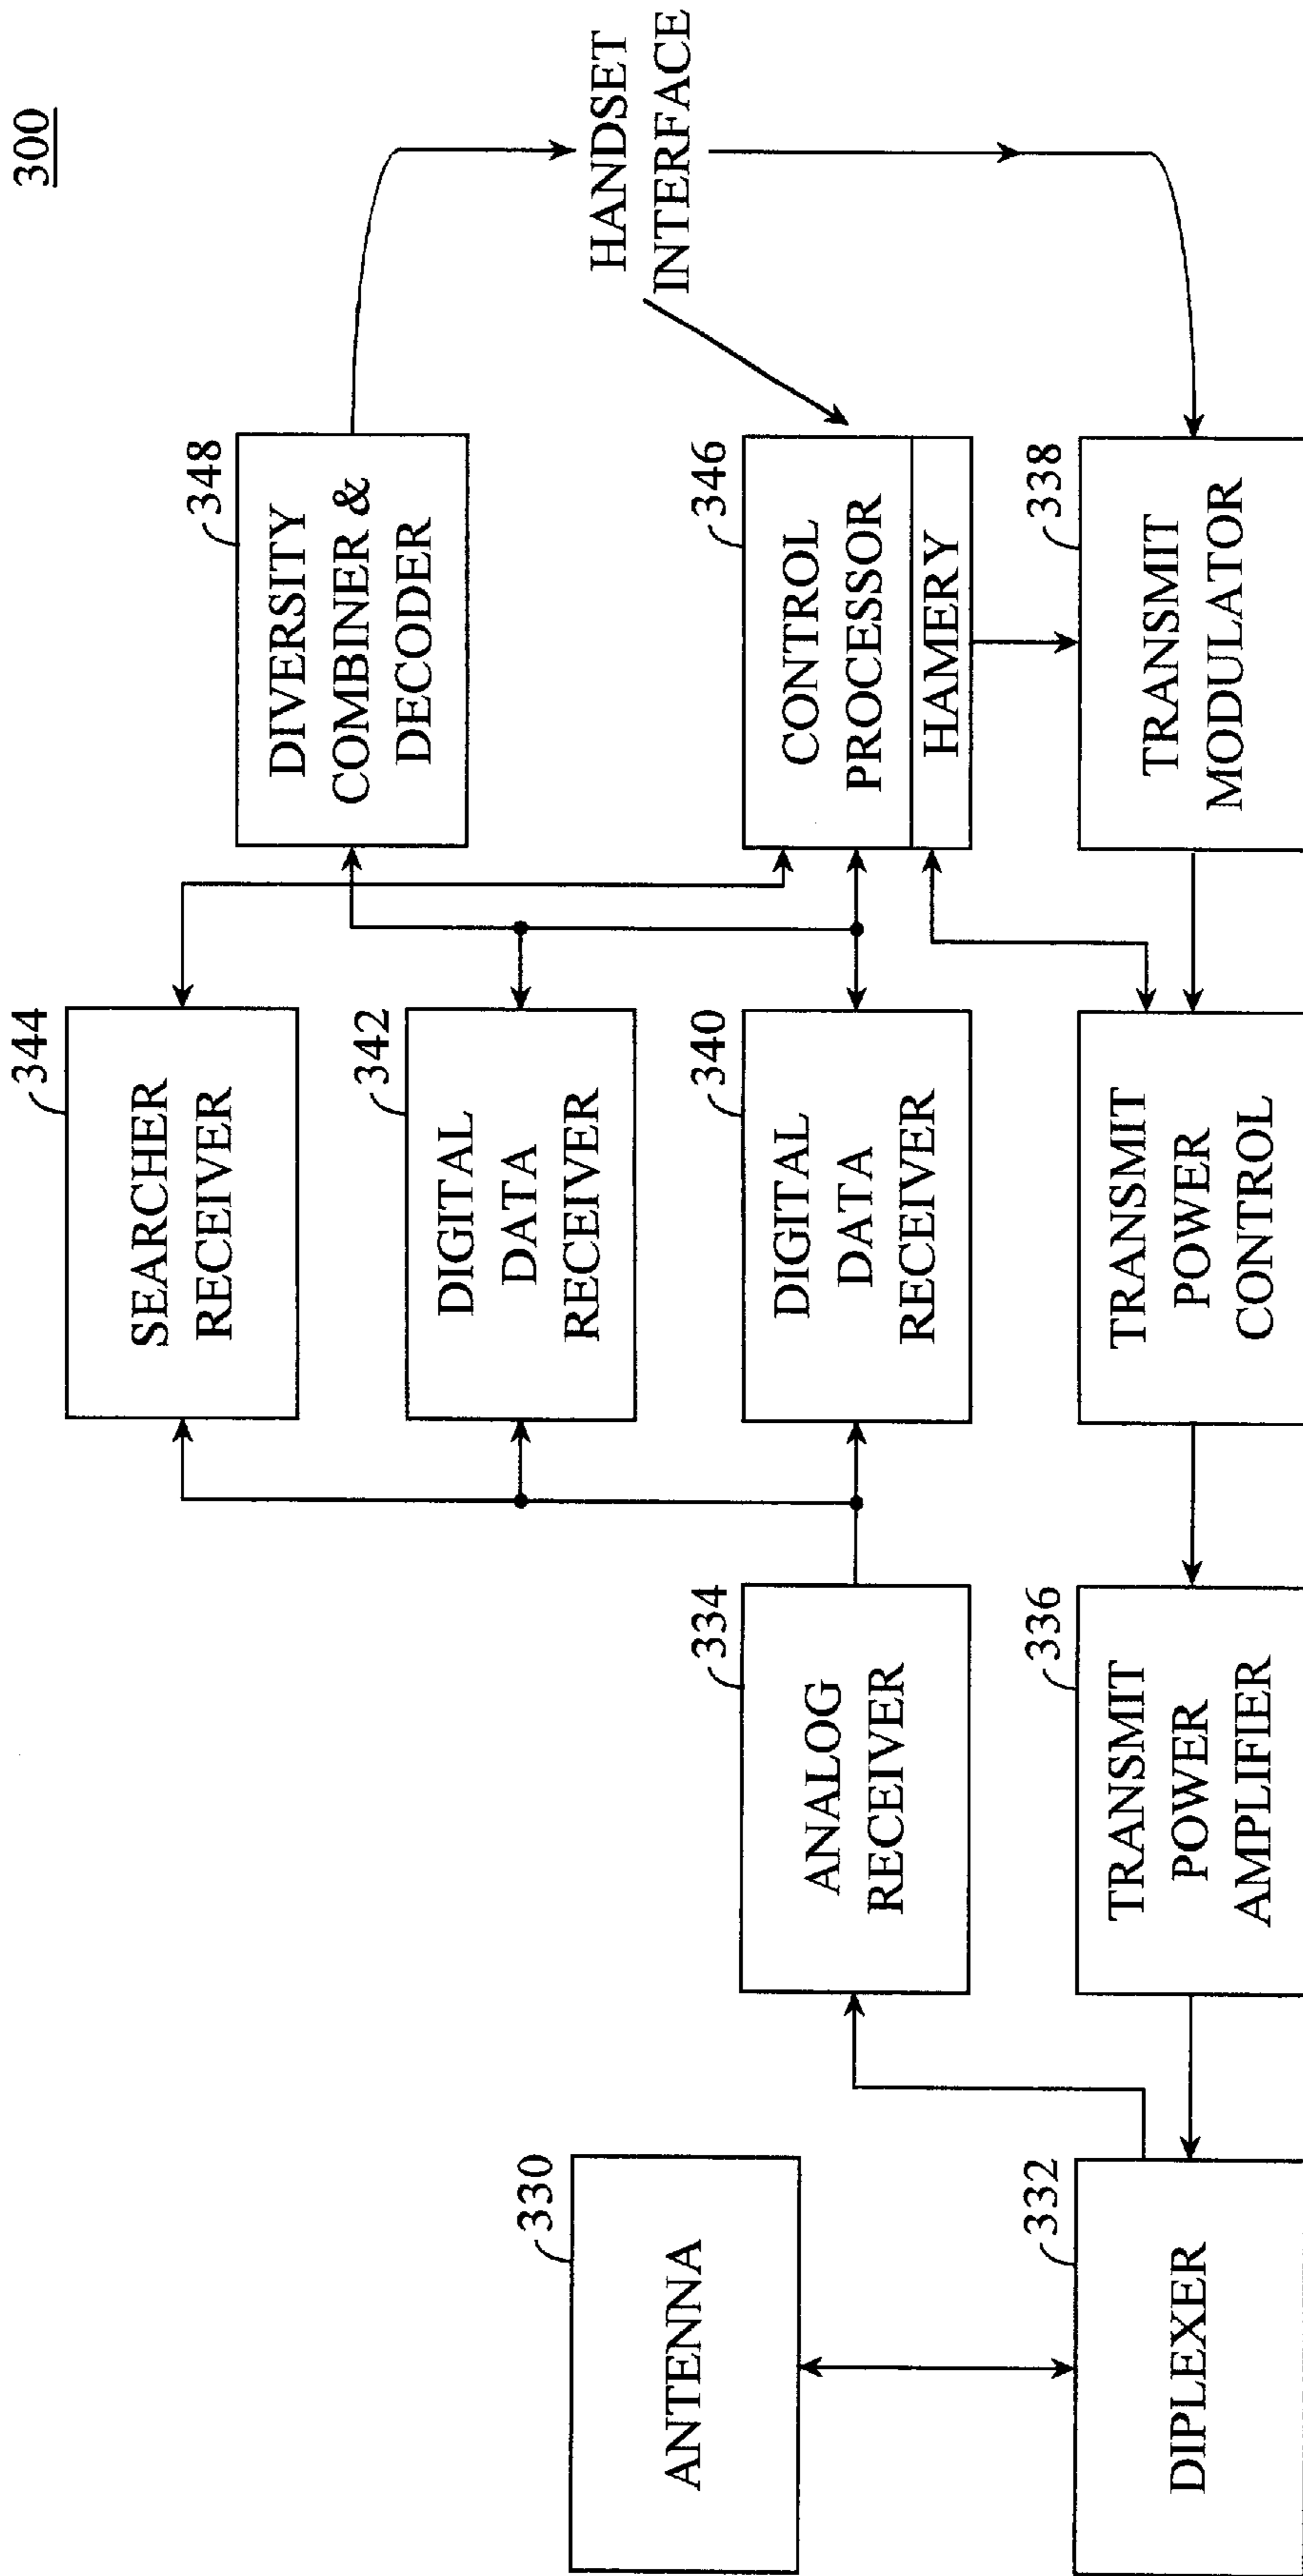 300
344
SEARCHER
RECEIVER
342
DIGITAL
DATA
RECEIVER
348
DIVERSITY
COMBINER &
DECODER
HANDSET
INTERFACE
330
ANTENNA
334
ANALOG
RECEIVER
340
DIGITAL
DATA
RECEIVER
346
CONTROL
PROCESSOR
HAMERY
332
DIPLEXER
336
TRANSMIT
POWER
AMPLIFIER
TRANSMIT
POWER
CONTROL
338
TRANSMIT
MODULATOR